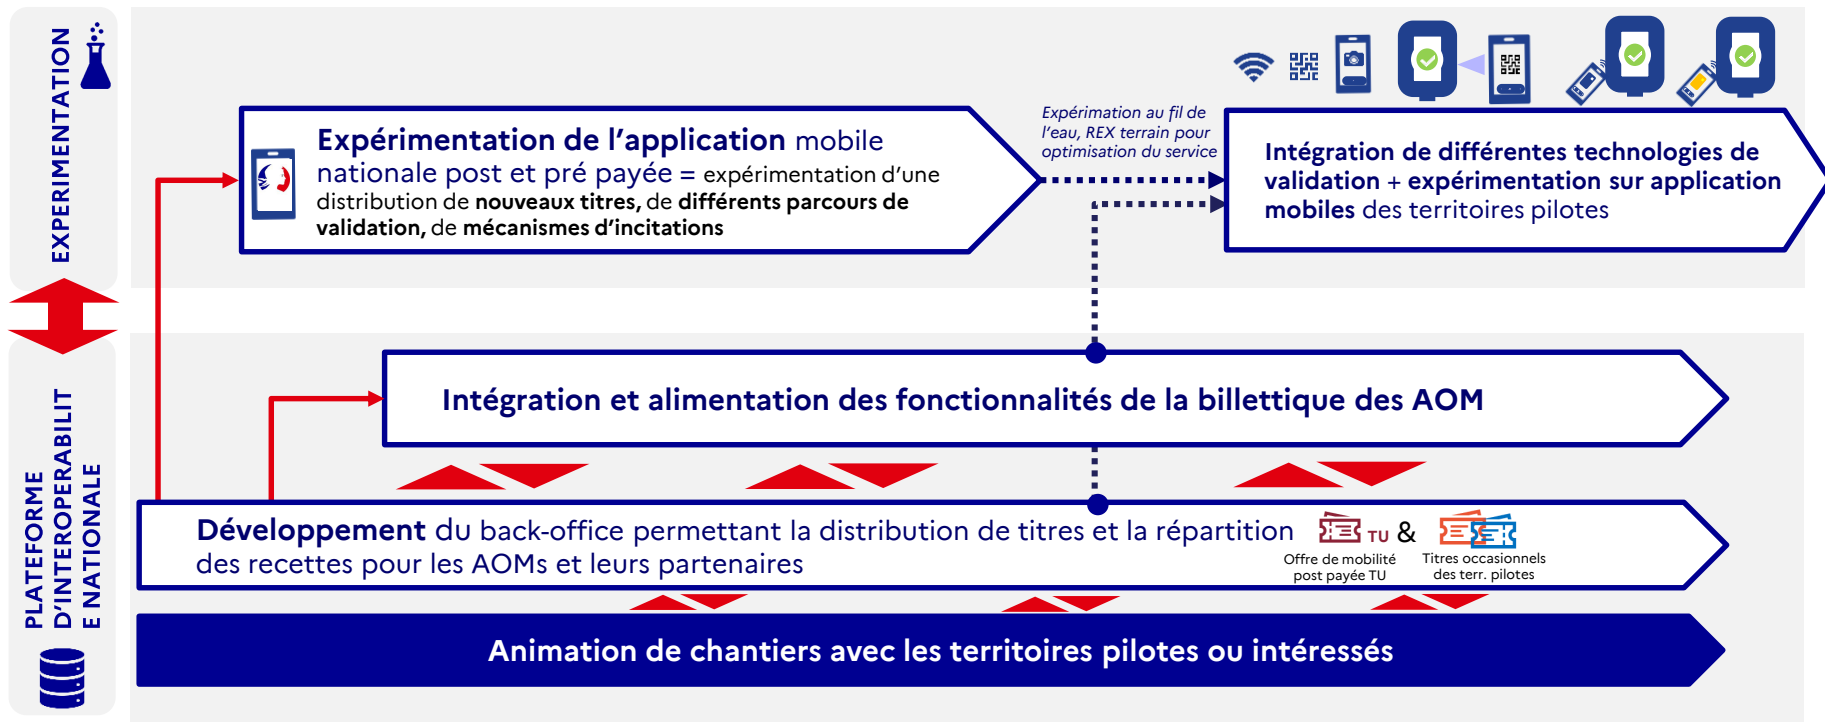 EXPERIMENTATION
Expérimentation de l’application mobile
nationale post et pré payée = expérimentation d’une
distribution de nouveaux titres, de différents parcours de
validation, de mécanismes d’incitations
Expérimation au fil de
l’eau, REX terrain pour
optimisation du service
Intégration de différentes technologies de
validation + expérimentation sur application
mobiles des territoires pilotes
PLATEFORME
D’INTEROPERABILIT
E NATIONALE
Intégration et alimentation des fonctionnalités de la billettique des AOM
Développement du back-office permettant la distribution de titres et la répartition
des recettes pour les AOMs et leurs partenaires
TU &
Offre de mobilité
post payée TU
Titres occasionnels
des terr. pilotes
Animation de chantiers avec les territoires pilotes ou intéressés